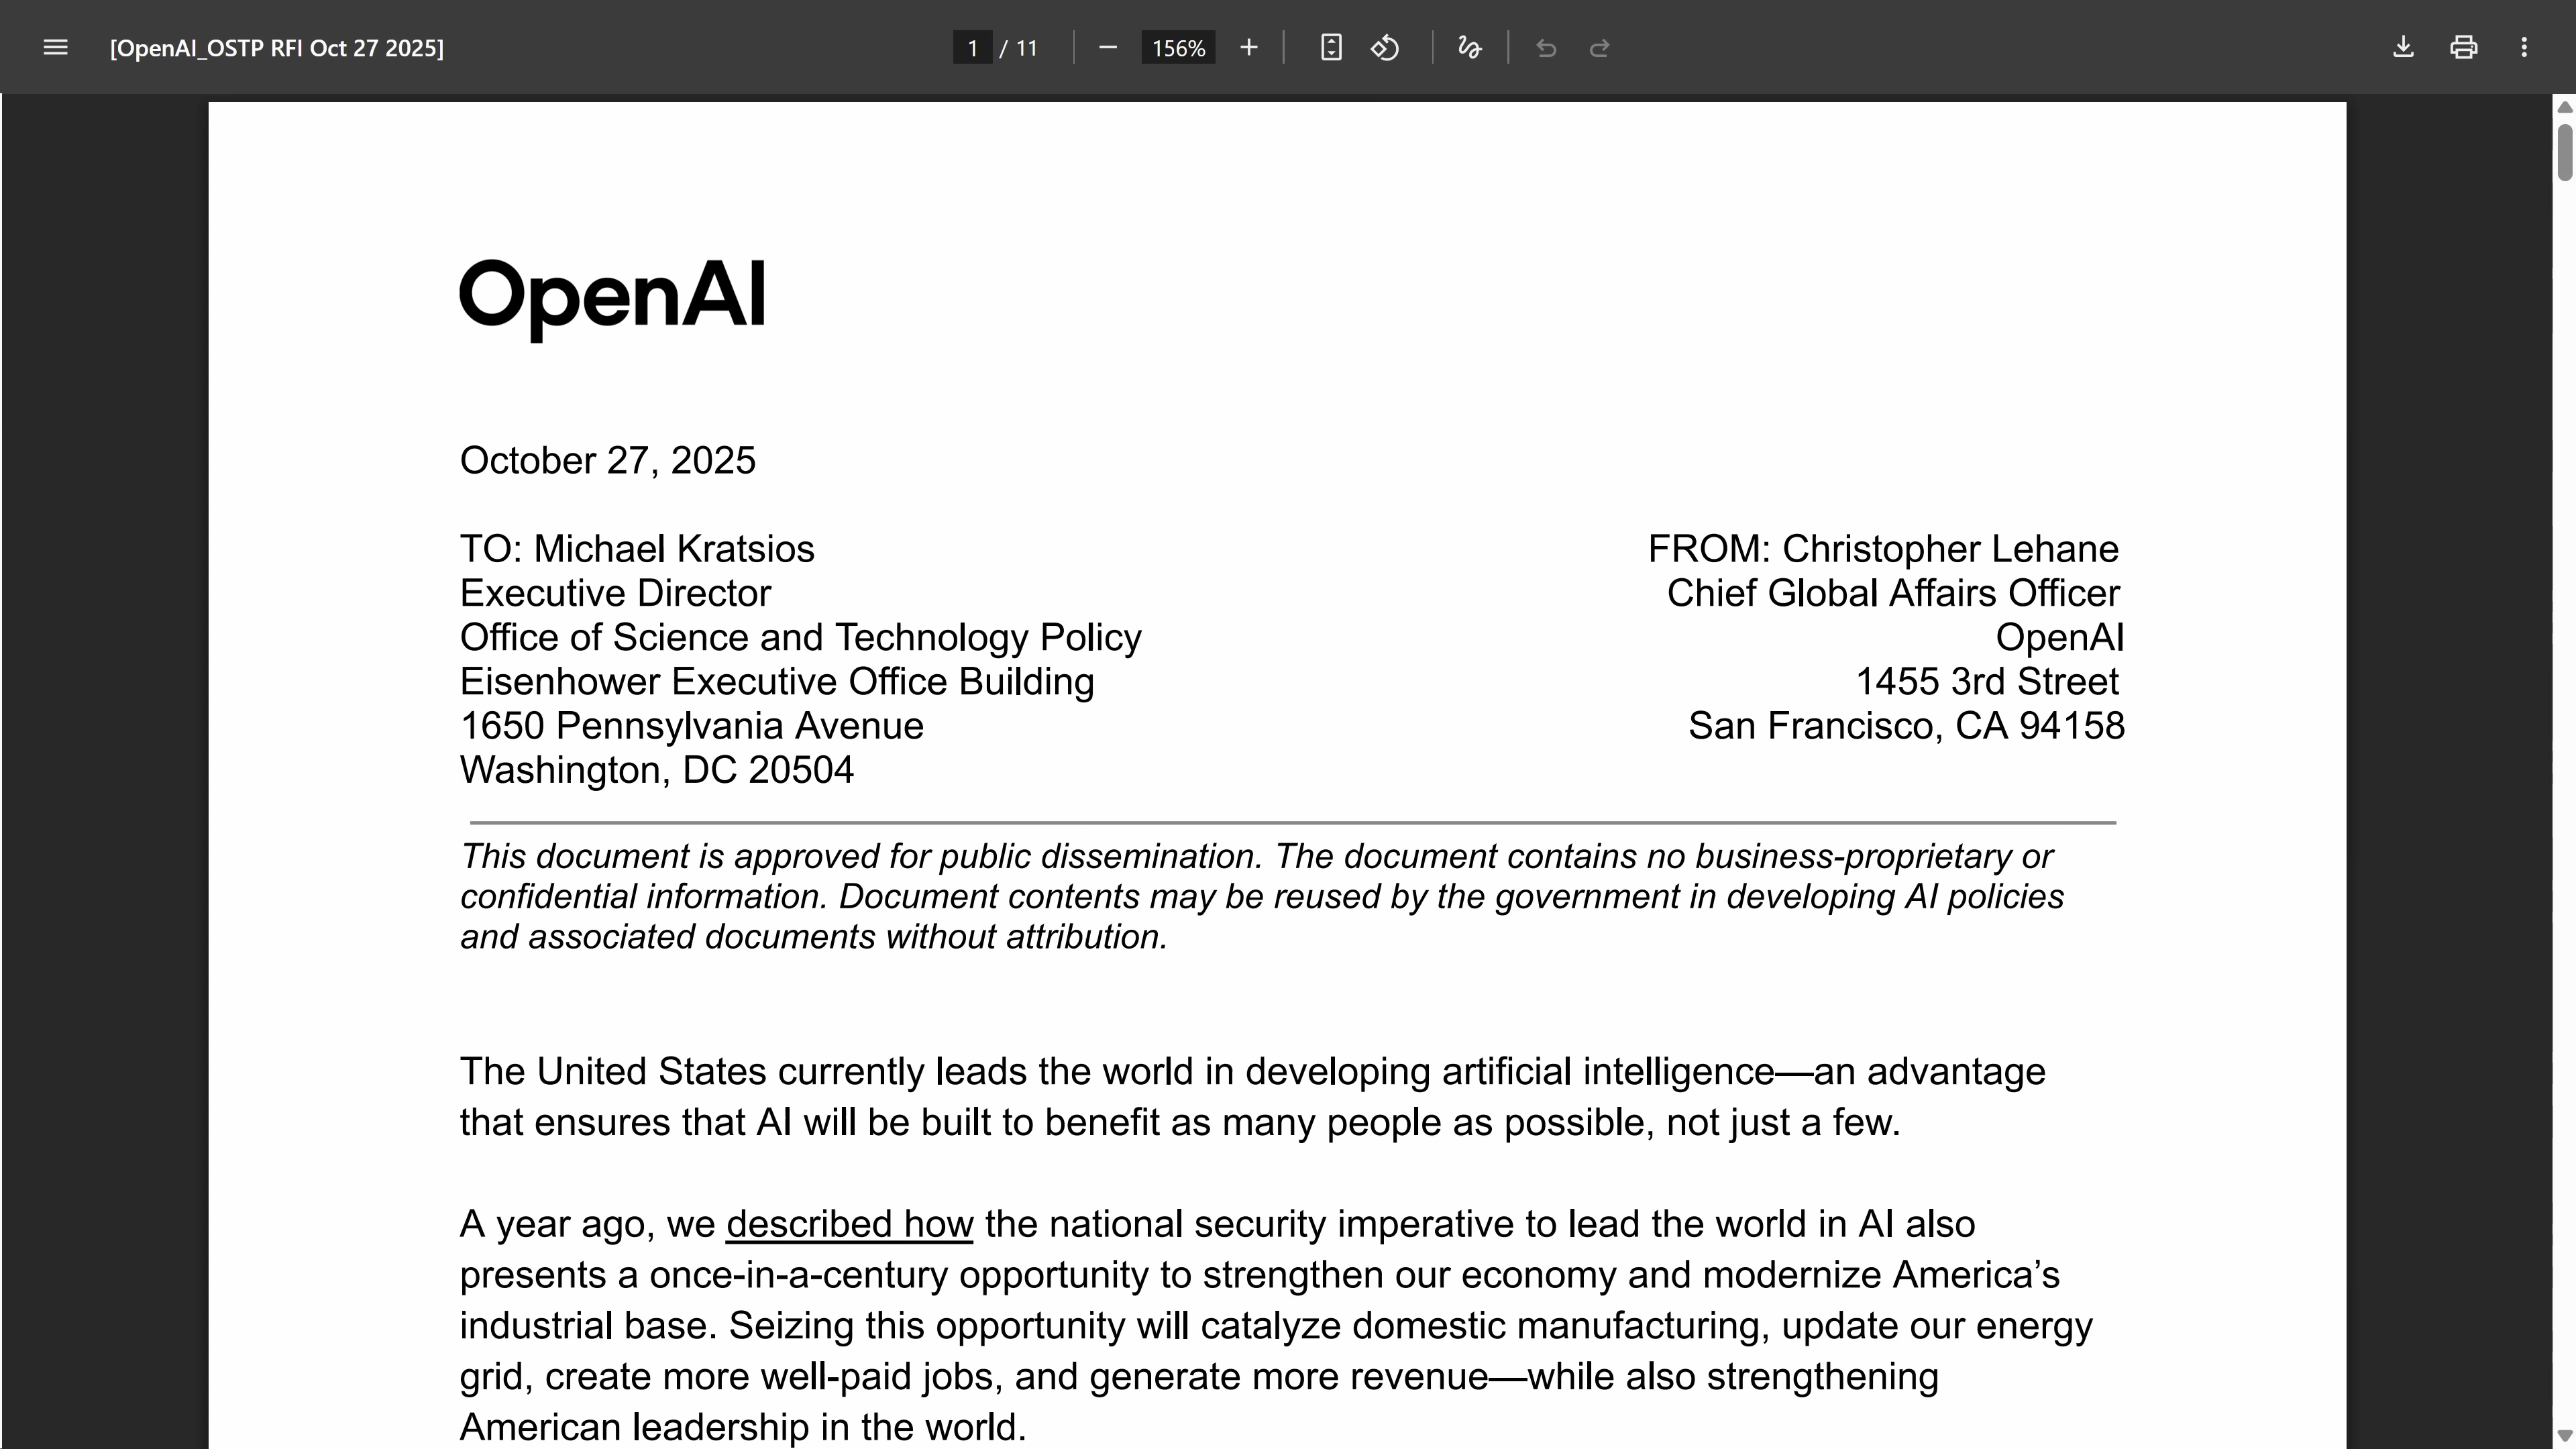 [OpenAI_OSTP RFI Oct 27 2025]
1 / 11
156%
OpenAI
October 27, 2025
TO: Michael Kratsios
Executive Director
Office of Science and Technology Policy
Eisenhower Executive Office Building
1650 Pennsylvania Avenue
Washington, DC 20504
FROM: Christopher Lehane
Chief Global Affairs Officer
OpenAI
1455 3rd Street
San Francisco, CA 94158
This document is approved for public dissemination. The document contains no business-proprietary or
confidential information. Document contents may be reused by the government in developing AI policies
and associated documents without attribution.
The United States currently leads the world in developing artificial intelligence—an advantage
that ensures that AI will be built to benefit as many people as possible, not just a few.
A year ago, we described how the national security imperative to lead the world in AI also
presents a once-in-a-century opportunity to strengthen our economy and modernize America’s
industrial base. Seizing this opportunity will catalyze domestic manufacturing, update our energy
grid, create more well-paid jobs, and generate more revenue—while also strengthening
American leadership in the world.